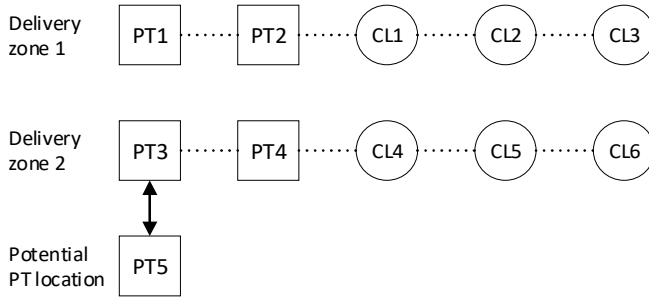 Delivery
zone 1
PT1 PT2 CL1 CL2 CL3
Delivery
zone 2
PT3 PT4 CL4 CL5 CL6
Potential
PT location
PT5